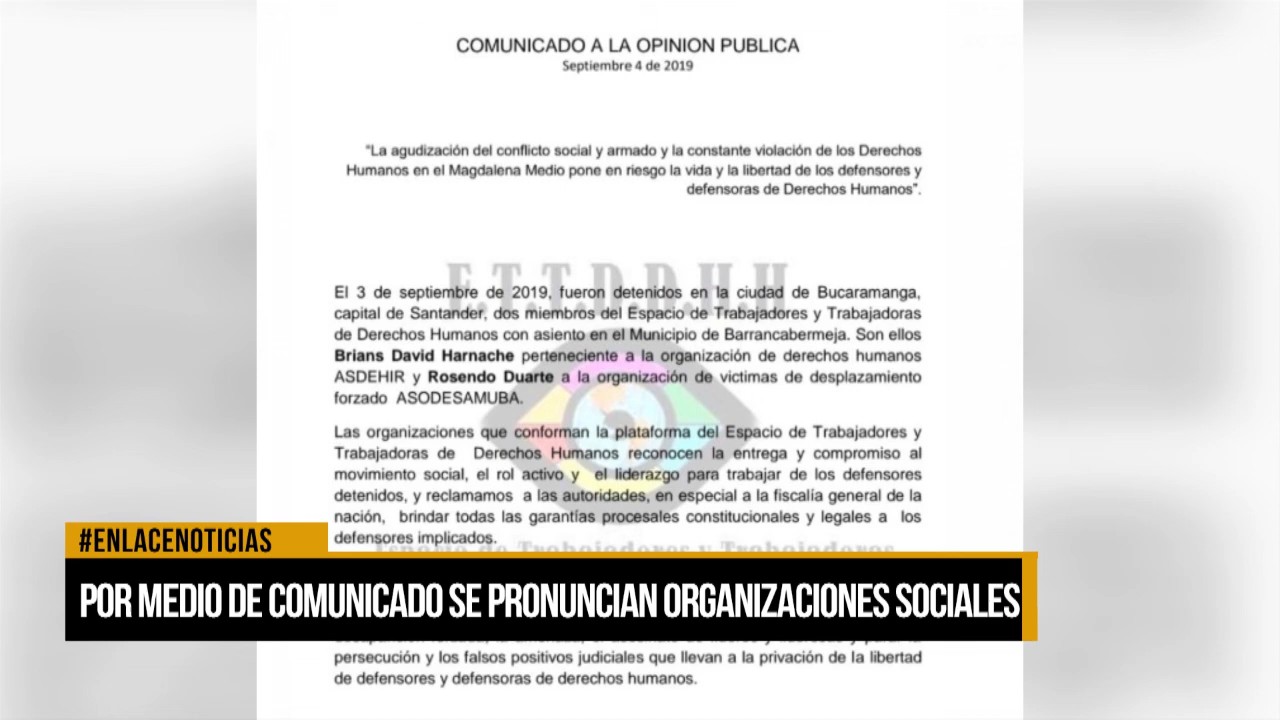 COMUNICADO A LA OPINION PUBLICA
Septiembre 4 de 2019
“La agudización del conflicto social y armado y la constante violación de los Derechos
Humanos en el Magdalena Medio pone en riesgo la vida y la libertad de los defensores y
defensoras de Derechos Humanos”.
E.T.T.D.D.H.H
El 3 de septiembre de 2019, fueron detenidos en la ciudad de Bucaramanga,
capital de Santander, dos miembros del Espacio de Trabajadores y Trabajadoras
de Derechos Humanos con asiento en el Municipio de Barrancabermeja. Son ellos
Brians David Harnache perteneciente a la organización de derechos humanos
ASDEHIR y Rosendo Duarte a la organización de victimas de desplazamiento
forzado ASODESAMUBA.
Las organizaciones que conforman la plataforma del Espacio de Trabajadores y
Trabajadoras de Derechos Humanos reconocen la entrega y compromiso al
movimiento social, el rol activo y el liderazgo para trabajar de los defensores
detenidos, y reclamamos a las autoridades, en especial a la fiscalía general de la
nación, brindar todas las garantías procesales constitucionales y legales a los
defensores implicados.
Espacio de Trabajadores y Trabajadoras
#ENLACENOTICIAS
POR MEDIO DE COMUNICADO SE PRONUNCIAN ORGANIZACIONES SOCIALES
persecución y los falsos positivos judiciales que llevan a la privación de la libertad
de defensores y defensoras de derechos humanos.